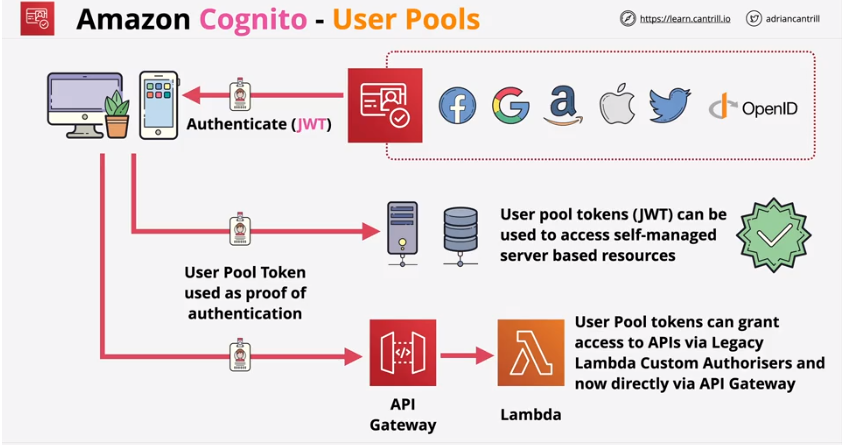 Amazon Cognito - User Pools
https://learn.cantrill.io
adriancantrill
Authenticate (JWT)
OpenID
User pool tokens (JWT) can be
used to access self-managed
server based resources
User Pool Token
used as proof of
authentication
User Pool tokens can grant
access to APIs via Legacy
Lambda Custom Authorisers and
now directly via API Gateway
API
Gateway
Lambda